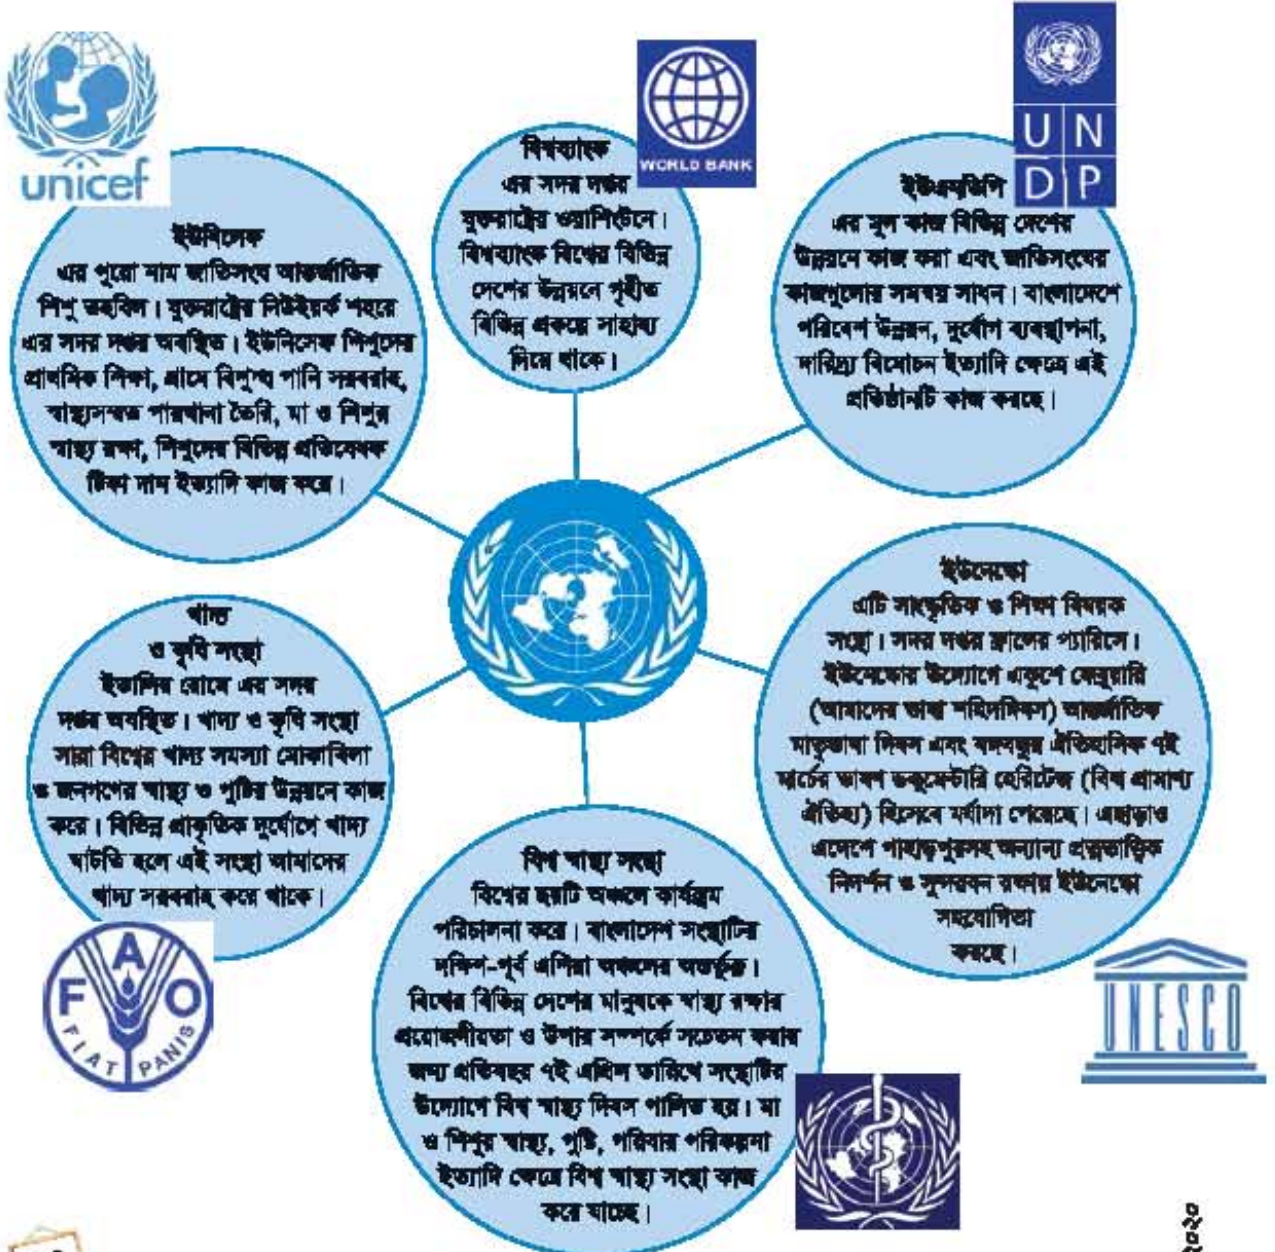 unicef
ইউনিসেফ
এর পুরো নাম জাতিসংঘ আন্তর্জাতিক
শিশু তহবিল। যুক্তরাষ্ট্রের নিউইয়র্ক শহরে
এর সদর দপ্তর অবস্থিত। ইউনিসেফ শিশুদের
প্রাথমিক শিক্ষা, গ্রামে বিশুদ্ধ পানি সরবরাহ,
স্বাস্থ্যসম্মত পায়খানা তৈরি, মা ও শিশুর
স্বাস্থ্য রক্ষা, শিশুদের বিভিন্ন প্রতিষেধক
টিকা দান ইত্যাদি কাজ করে।
WORLD BANK
বিশ্বব্যাংক
এর সদর দপ্তর
যুক্তরাষ্ট্রের ওয়াশিংটনে।
বিশ্বব্যাংক বিশ্বের বিভিন্ন
দেশের উন্নয়নে গৃহীত
বিভিন্ন প্রকল্পে সাহায্য
দিয়ে থাকে।
U N
D P
ইউএনডিপি
এর মূল কাজ বিভিন্ন দেশের
উন্নয়নে কাজ করা এবং জাতিসংঘের
কাজগুলোর সমন্বয় সাধন। বাংলাদেশে
পরিবেশ উন্নয়ন, দুর্যোগ ব্যবস্থাপনা,
দারিদ্র্য বিমোচন ইত্যাদি ক্ষেত্রে এই
প্রতিষ্ঠানটি কাজ করছে।
খাদ্য
ও কৃষি সংস্থা
ইতালির রোমে এর সদর
দপ্তর অবস্থিত। খাদ্য ও কৃষি সংস্থা
সারা বিশ্বের খাদ্য সমস্যা মোকাবিলা
ও জনগণের স্বাস্থ্য ও পুষ্টির উন্নয়নে কাজ
করে। বিভিন্ন প্রাকৃতিক দুর্যোগে খাদ্য
ঘাটতি হলে এই সংস্থা আমাদের
খাদ্য সরবরাহ করে থাকে।
F A O
FIAT PANIS
ইউনেস্কো
এটি সাংস্কৃতিক ও শিক্ষা বিষয়ক
সংস্থা। সদর দপ্তর ফ্রান্সের প্যারিসে।
ইউনেস্কোর উদ্যোগে একুশে ফেব্রুয়ারি
(আমাদের ভাষা শহিদদিবস) আন্তর্জাতিক
মাতৃভাষা দিবস এবং বঙ্গবন্ধুর ঐতিহাসিক ৭ই
মার্চের ভাষণ ডকুমেন্টারি হেরিটেজ (বিশ্ব প্রামাণ্য
ঐতিহ্য) হিসেবে মর্যাদা পেয়েছে। এছাড়াও
এদেশে পাহাড়পুরসহ অন্যান্য প্রত্নতাত্ত্বিক
নিদর্শন ও সুন্দরবন রক্ষায় ইউনেস্কো
সহযোগিতা
করছে।
UNESCO
বিশ্ব স্বাস্থ্য সংস্থা
বিশ্বের ছয়টি অঞ্চলে কার্যক্রম
পরিচালনা করে। বাংলাদেশ সংস্থাটির
দক্ষিণ-পূর্ব এশিয়া অঞ্চলের অন্তর্ভুক্ত।
বিশ্বের বিভিন্ন দেশের মানুষকে স্বাস্থ্য রক্ষার
প্রয়োজনীয়তা ও উপায় সম্পর্কে সচেতন করার
জন্য প্রতিবছর ৭ই এপ্রিল তারিখে সংস্থাটির
উদ্যোগে বিশ্ব স্বাস্থ্য দিবস পালিত হয়। মা
ও শিশুর স্বাস্থ্য, পুষ্টি, পরিবার পরিকল্পনা
ইত্যাদি ক্ষেত্রে বিশ্ব স্বাস্থ্য সংস্থা কাজ
করে যাচ্ছে।
২০২০